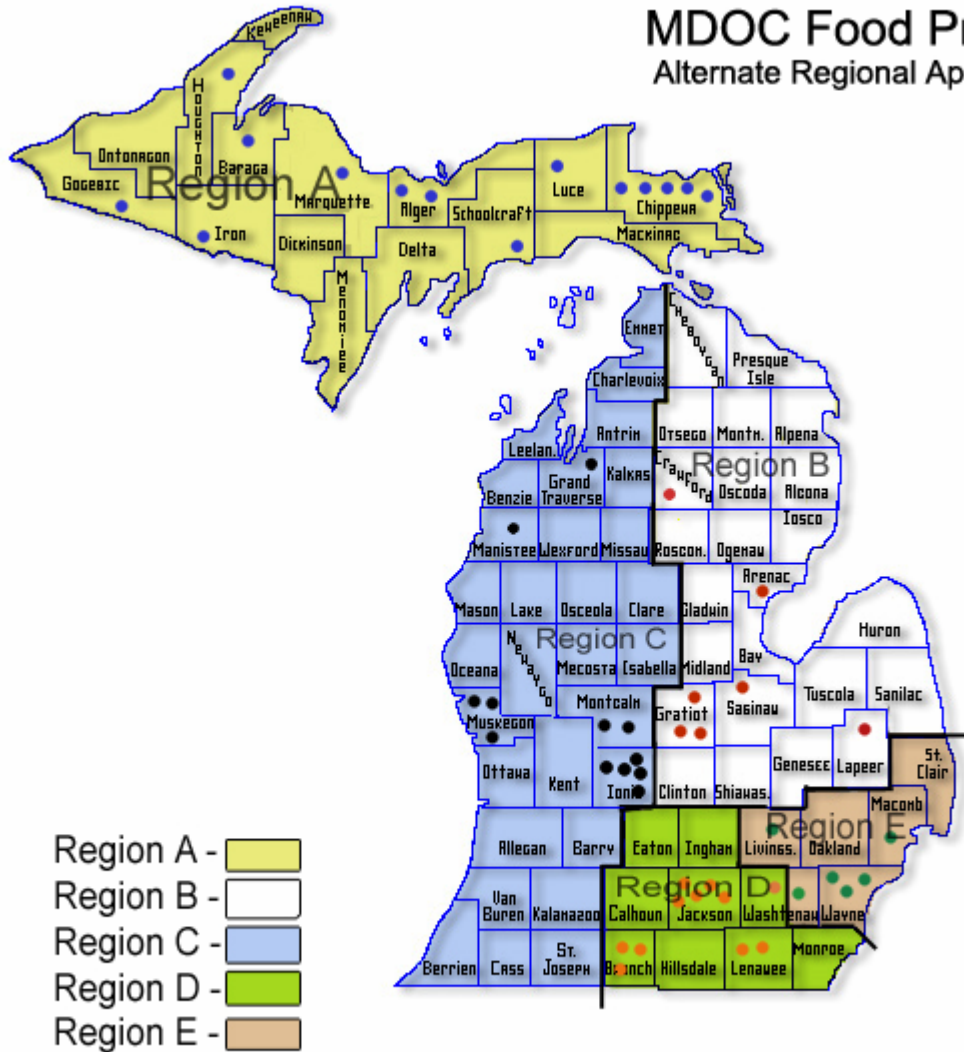 MDOC Food Pr
Alternate Regional Ap
Keweenaw
Houghton
Ontonagon
Baraga
Gogebic
Region A
Marquette
Alger
Schoolcraft
Luce
Chippewa
Mackinac
Iron
Dickinson
Delta
Menomiee
Emmet
Cheboygan
Presque
Isle
Charlevoix
Antrim
Otsego
Montm.
Alpena
Leelan.
Grand
Traverse
Kalkas
Crawford
Region B
Benzie
Oscoda
Alcona
Iosco
Manistee
Wexford
Missau
Roscom.
Ogemaw
Arenac
Mason
Lake
Osceola
Clare
Gladwin
Huron
Region C
Newaygo
Oceana
Mecosta
Isabella
Midland
Bay
Tuscola
Sanilac
Muskegon
Montcalm
Gratiot
Saginaw
Ottawa
Kent
Ionia
Clinton
Shiawas.
Genesee
Lapeer
St.
Clair
Macomb
Region E
Allegan
Barry
Eaton
Ingham
Livings.
Oakland
Region D
Van
Buren
Kalamazoo
Calhoun
Jackson
Washtenaw
Wayne
Berrien
Cass
St.
Joseph
Branch
Hillsdale
Lenawee
Monroe
Region A -
Region B -
Region C -
Region D -
Region E -